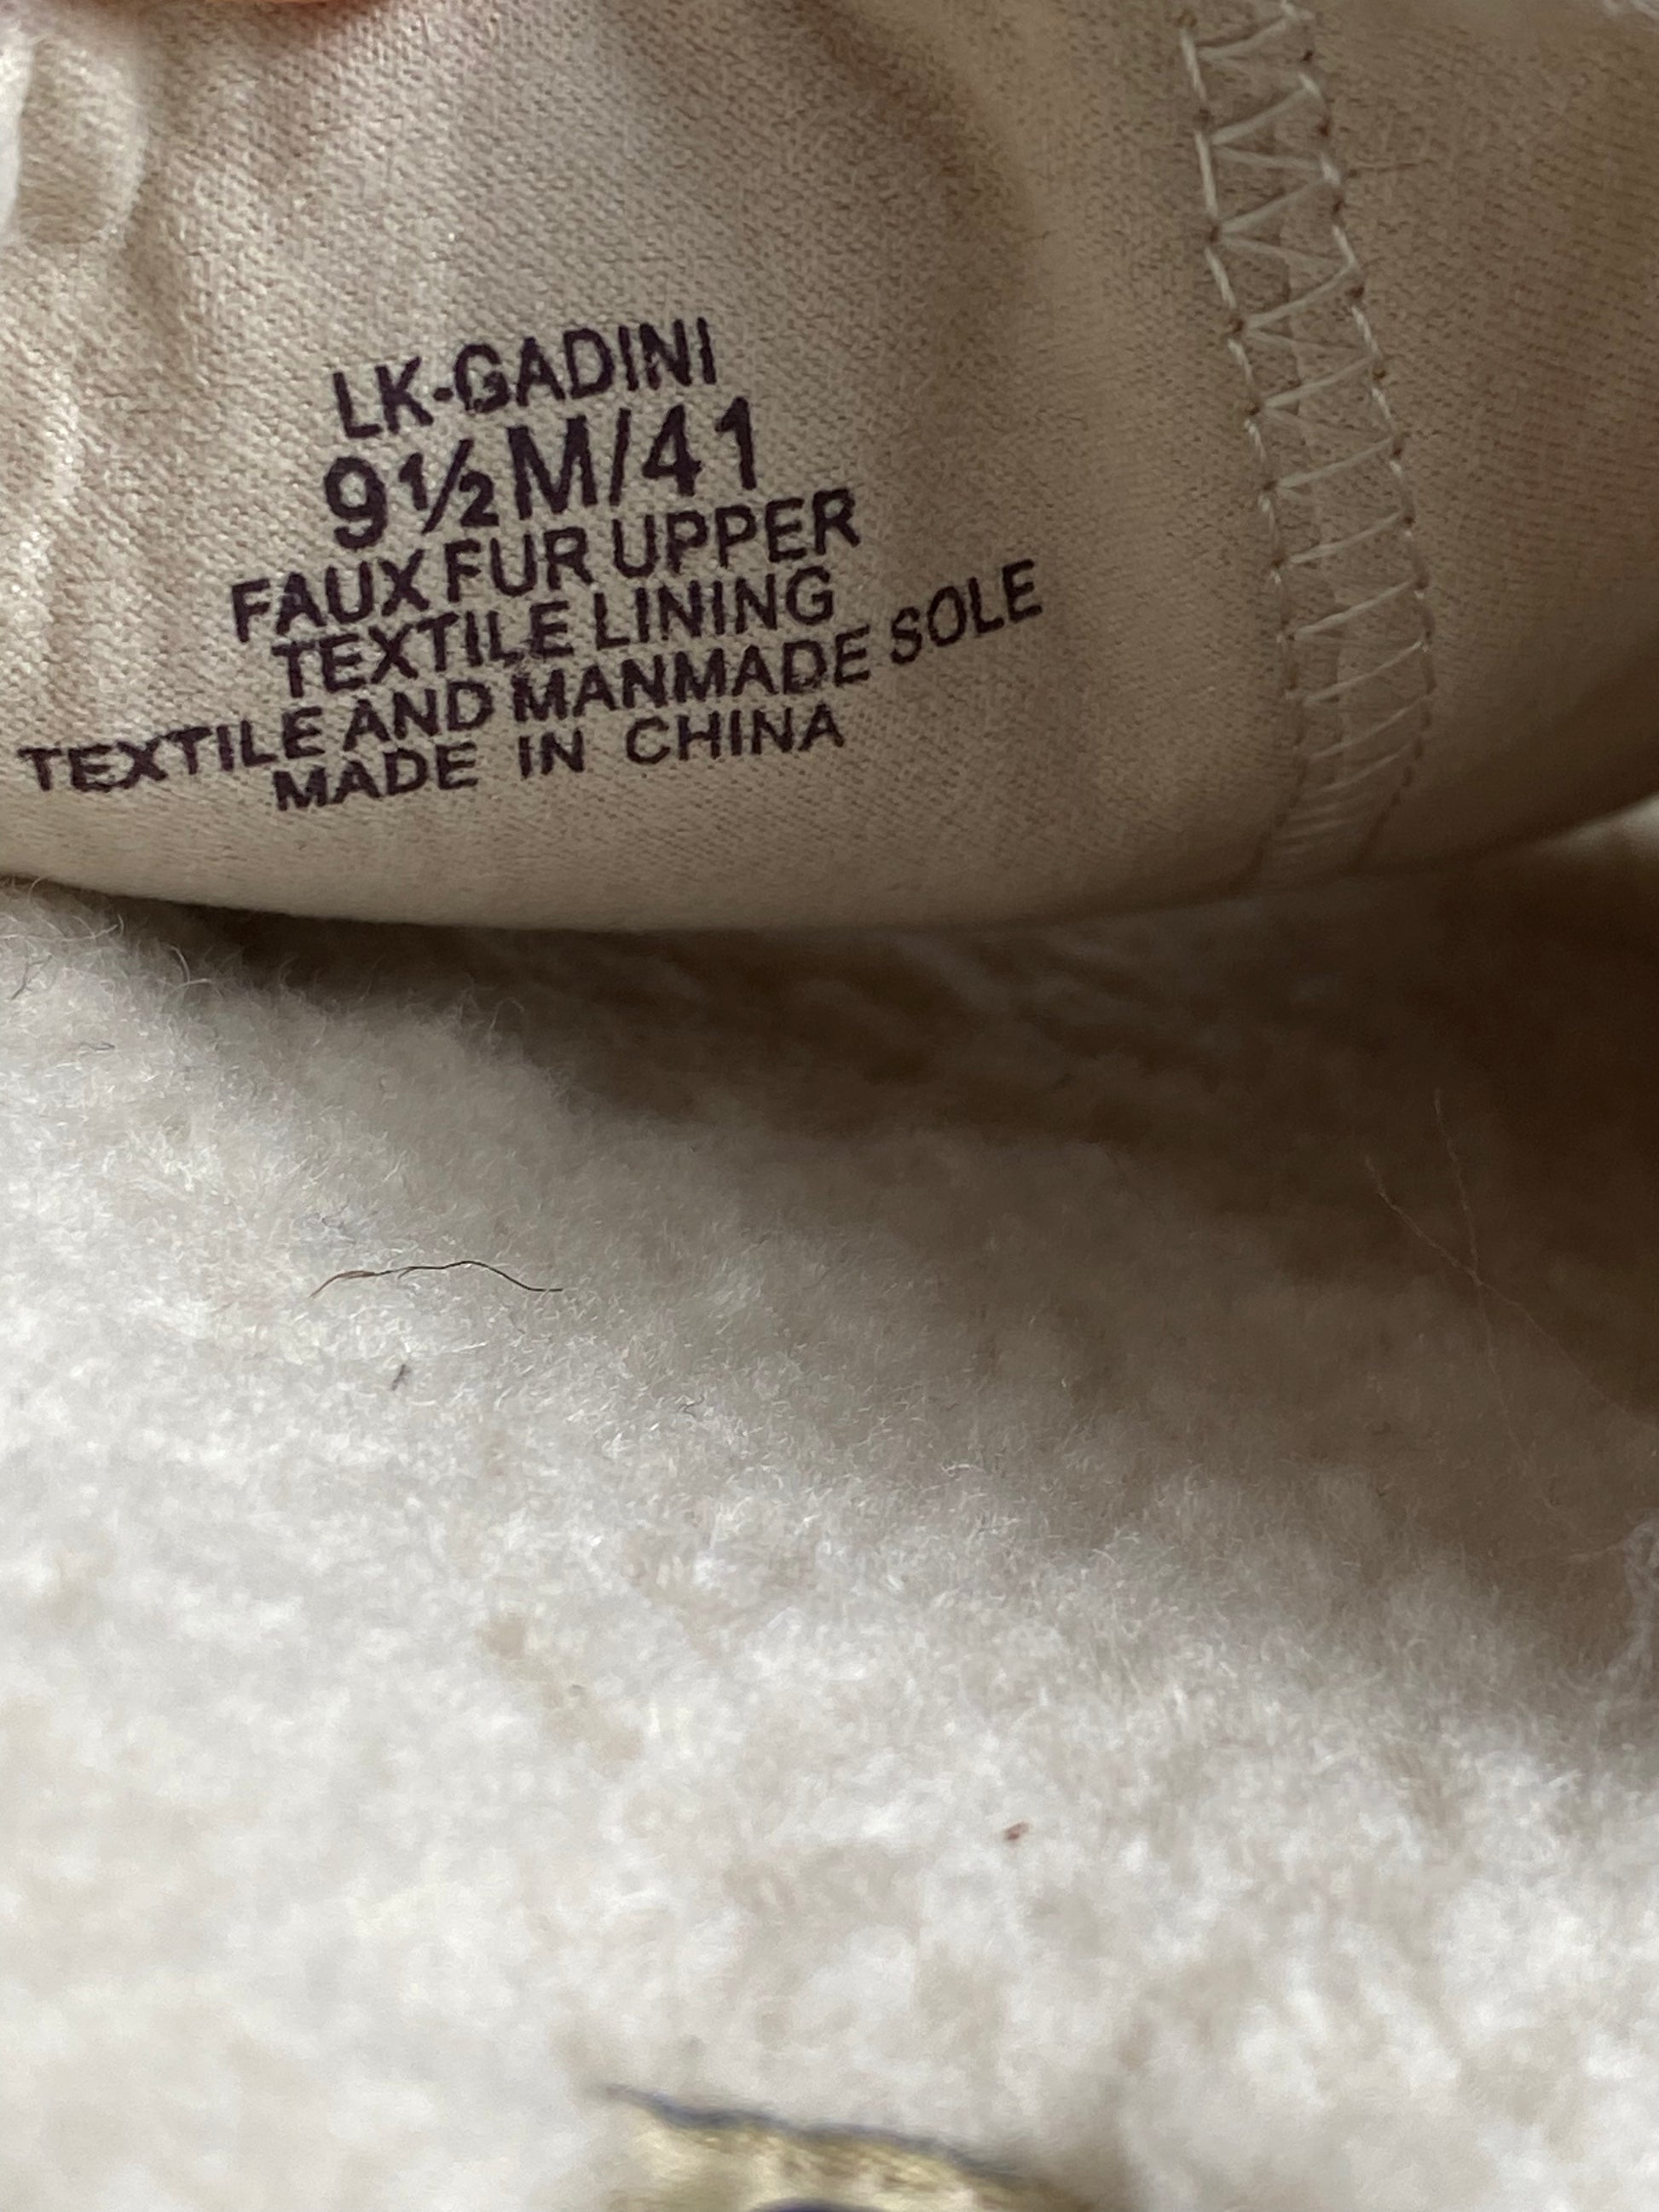 LK-GADINI
9½M/41
FAUX FUR UPPER
TEXTILE LINING
TEXTILE AND MANMADE SOLE
MADE IN CHINA